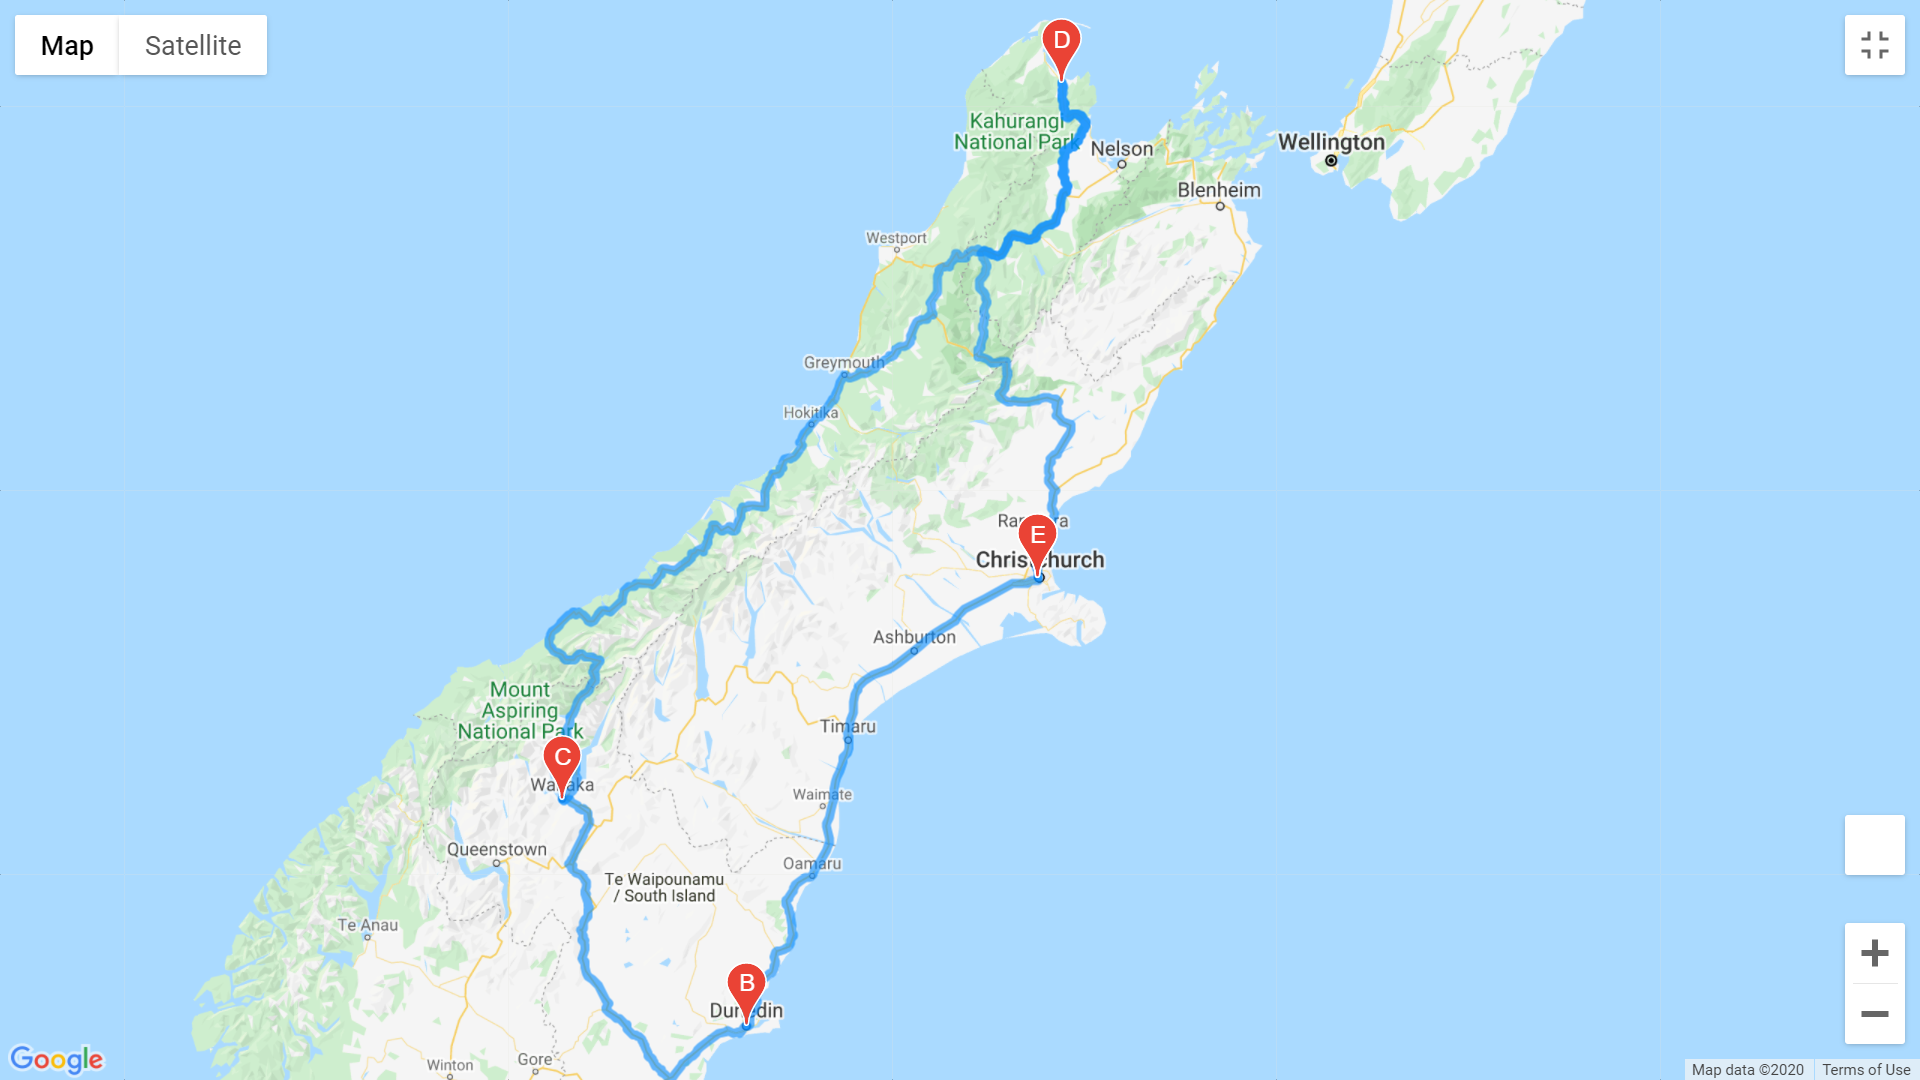 Map
Satellite
D
Kahurangi
National Park
Nelson
Wellington
Blenheim
Westport
Greymouth
Hokitika
E
Christchurch
Ashburton
Mount
Aspiring
National Park
Timaru
C
Wanaka
Waimate
Queenstown
Oamaru
Te Waipounamu
/ South Island
Te Anau
B
Dunedin
Gore
Winton
Google
Map data ©2020
Terms of Use